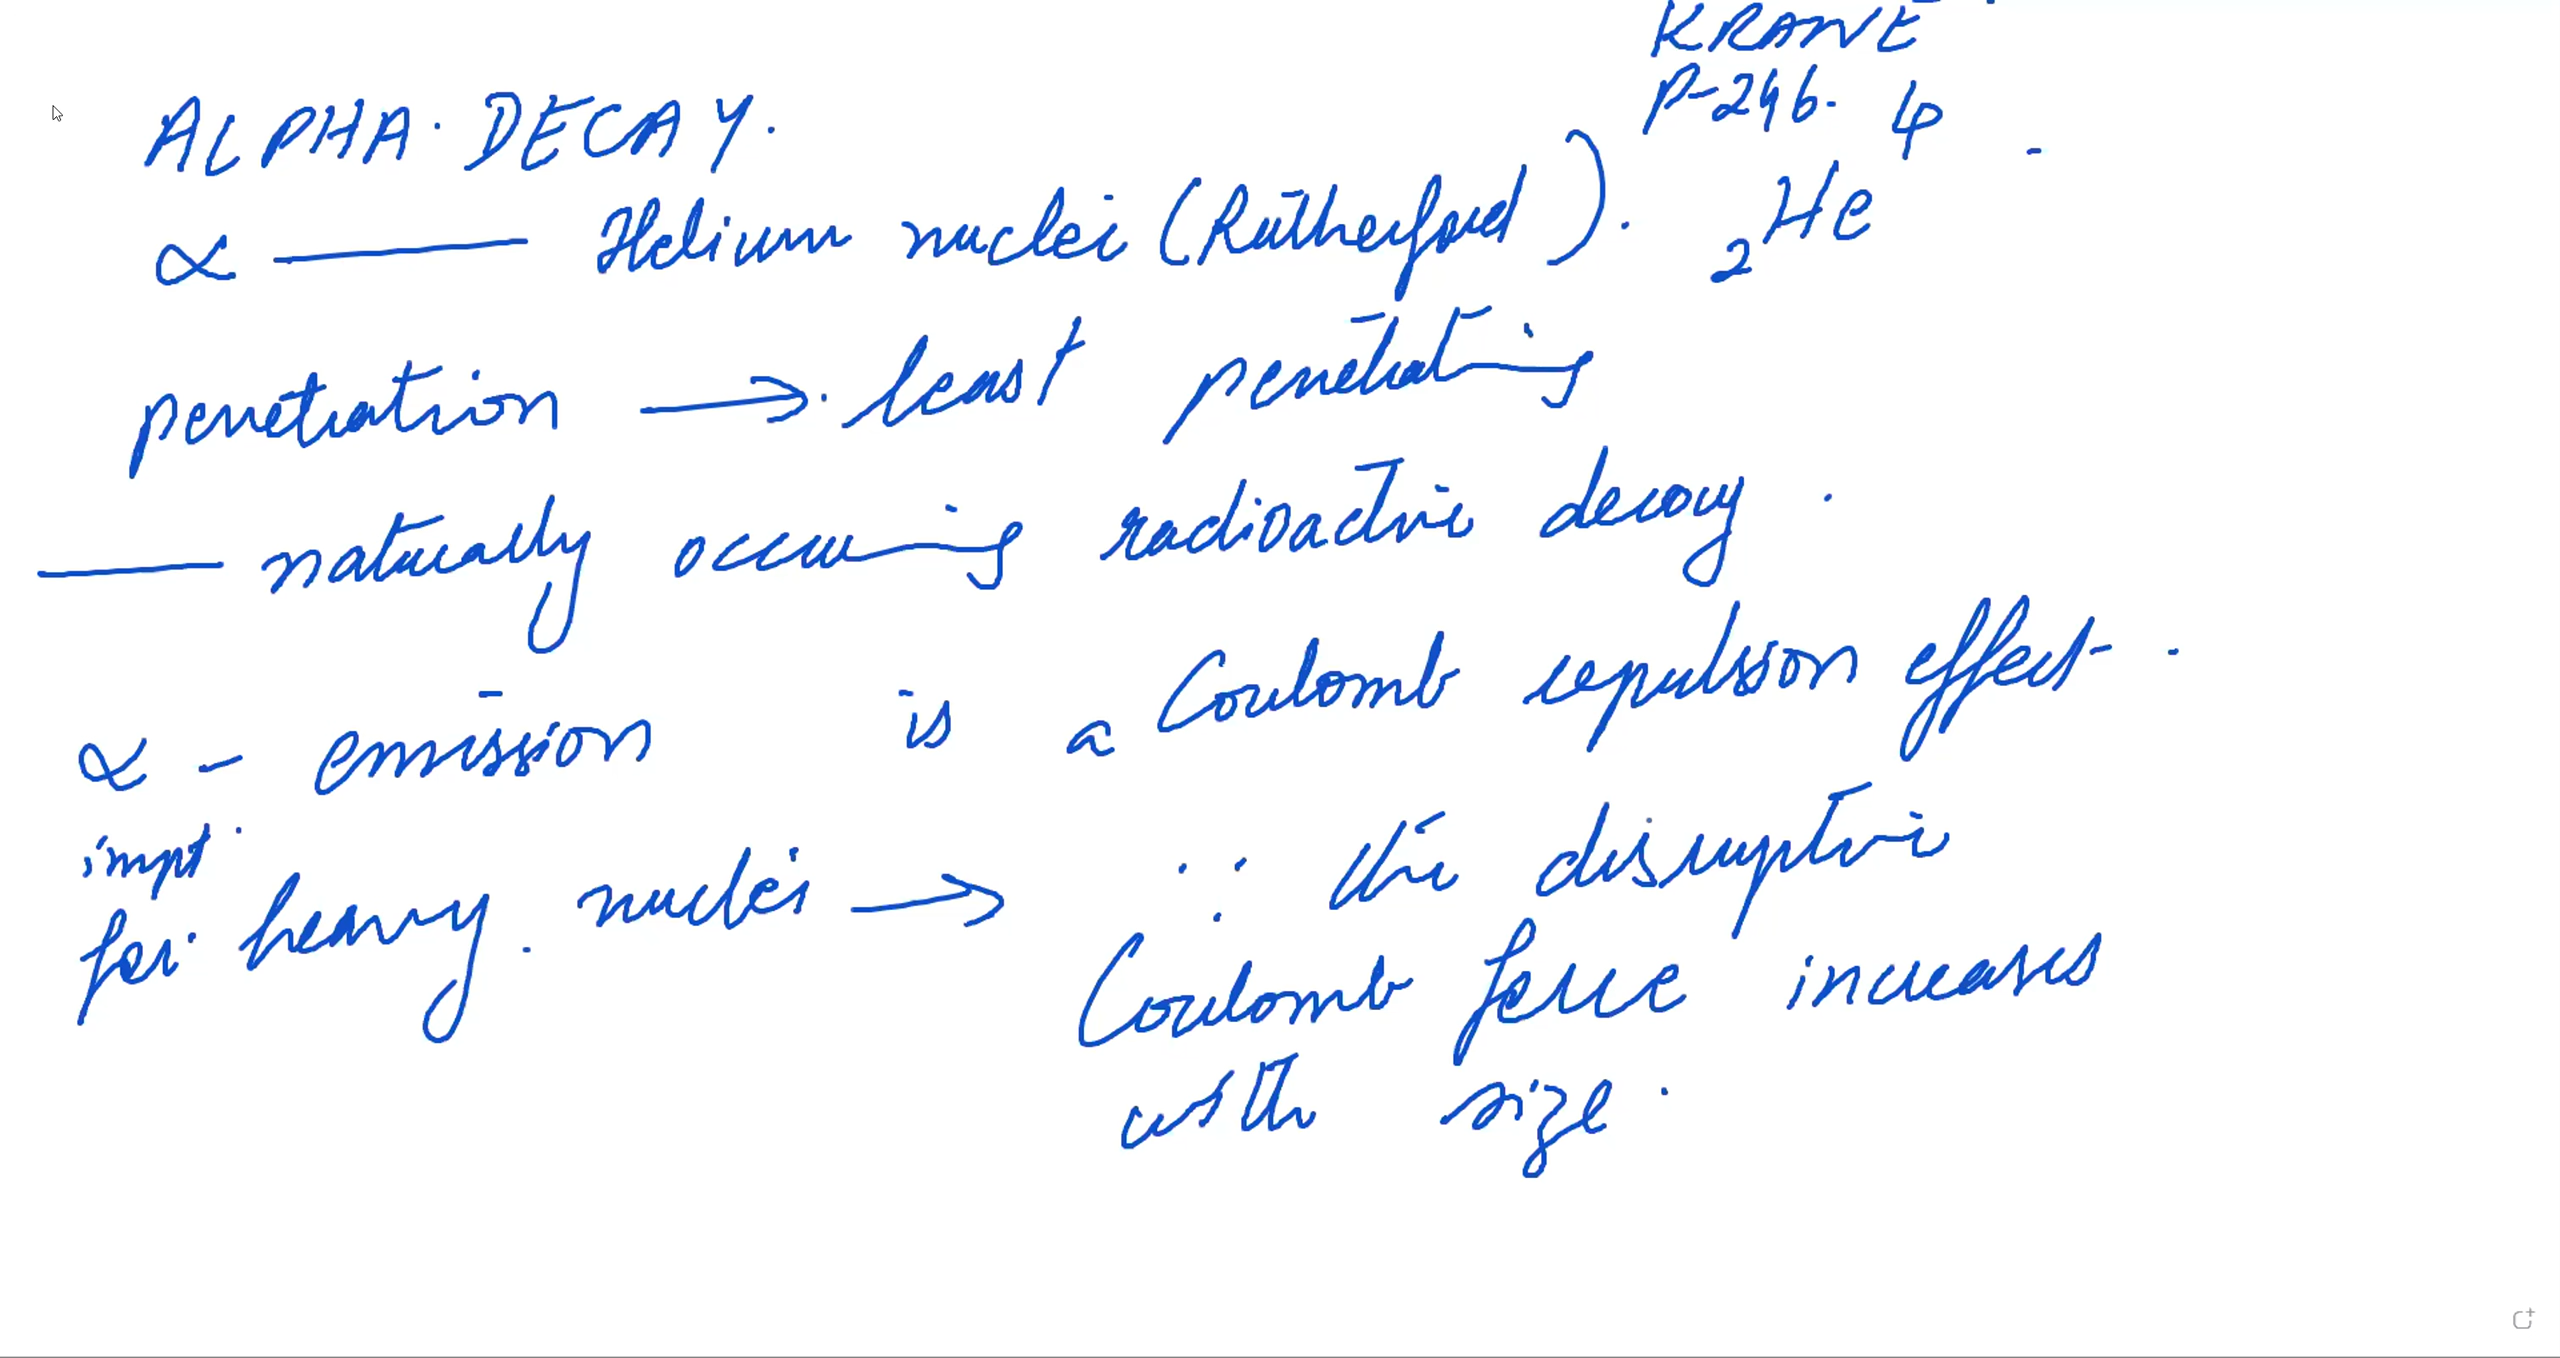 KRANE
P-246.
ALPHA. DECAY.
α — Helium nuclei (Rutherford). ₂He⁴
penetration → least penetrating
— naturally occuring radioactive decay.
α - emission is a Coulomb repulsion effect.
impt.
for heavy nuclei → ∵ the disruptive
Coulomb force increases
with size.